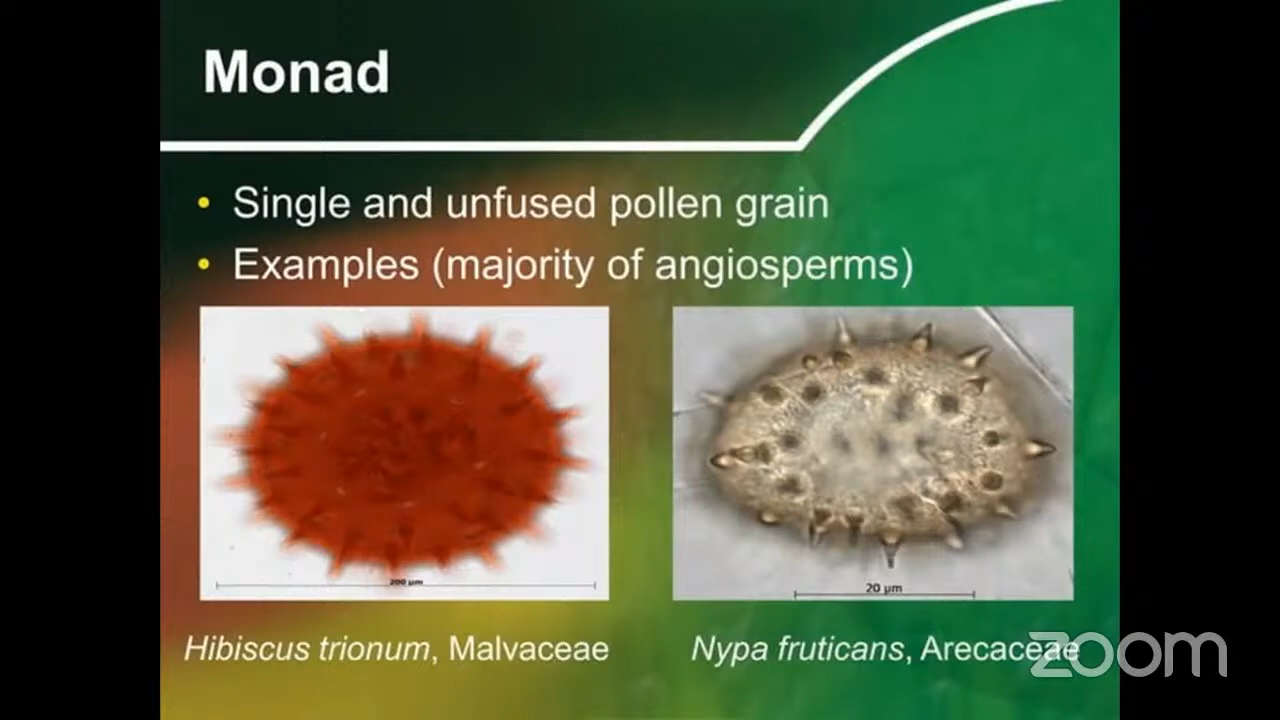 Monad
• Single and unfused pollen grain
• Examples (majority of angiosperms)
200 µm
20 µm
Hibiscus trionum, Malvaceae
Nypa fruticans, Arecaceae
zoom